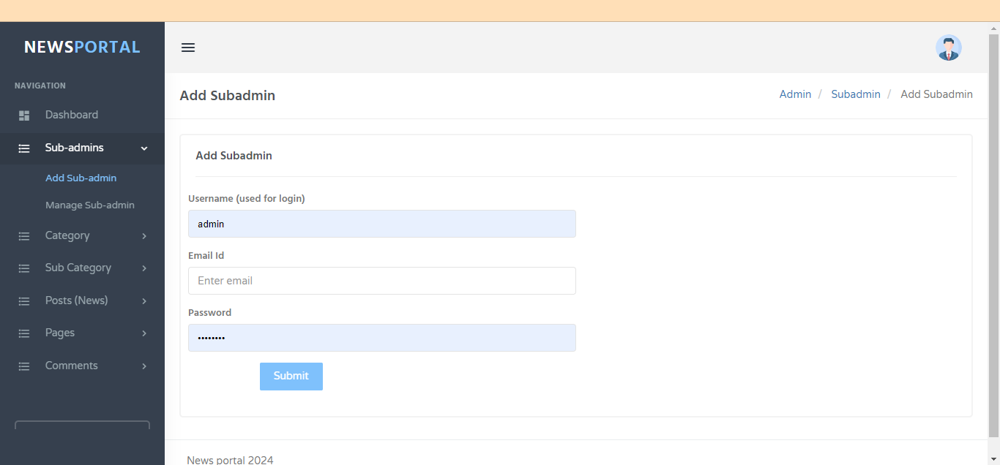 NEWSPORTAL
NAVIGATION
Dashboard
Sub-admins
Add Sub-admin
Manage Sub-admin
Category
Sub Category
Posts (News)
Pages
Comments
Add Subadmin
Admin / Subadmin / Add Subadmin
Add Subadmin
Username (used for login)
admin
Email Id
Enter email
Password
••••••••
Submit
News portal 2024